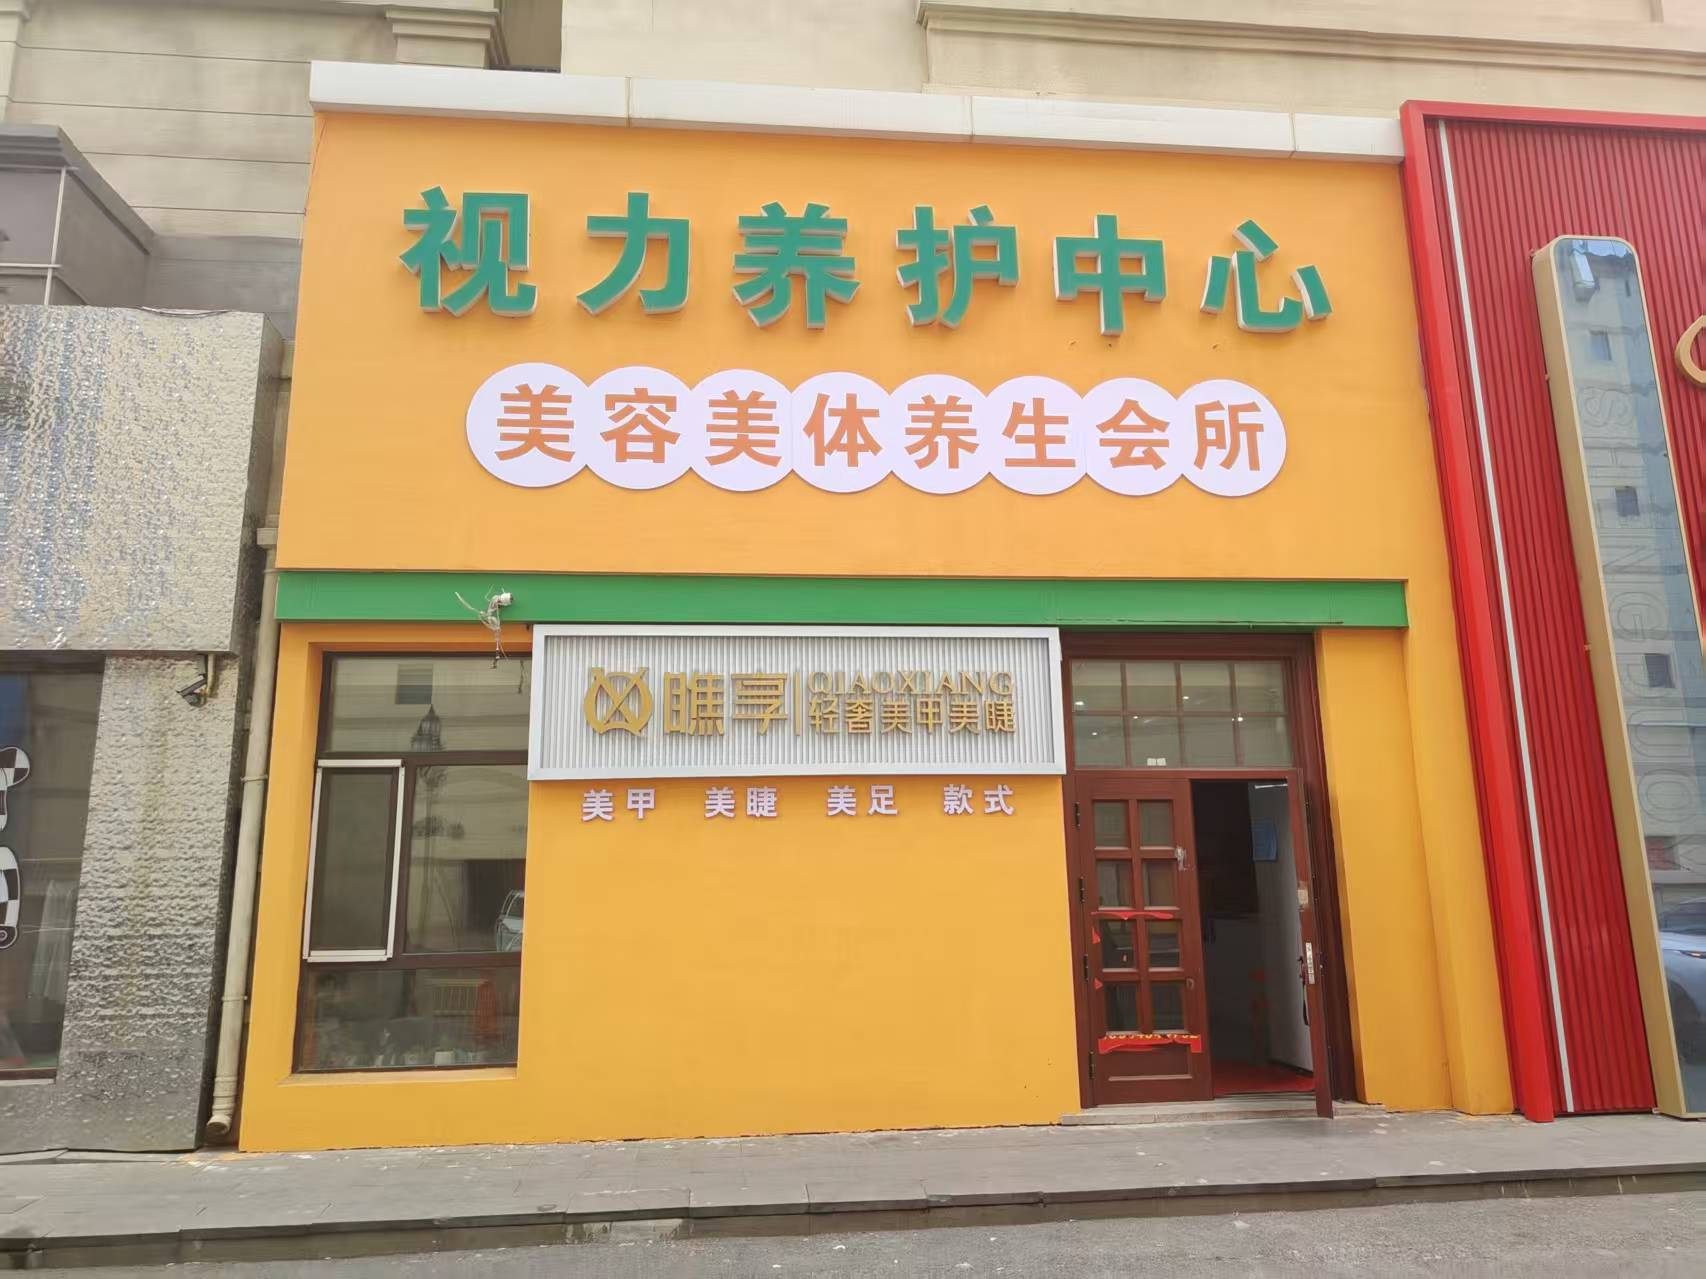 视力养护中心
美容美体养生会所
瞧享 QIAOXIANG
轻奢美甲美睫
美甲 美睫 美足 款式
SSHENGDUOM